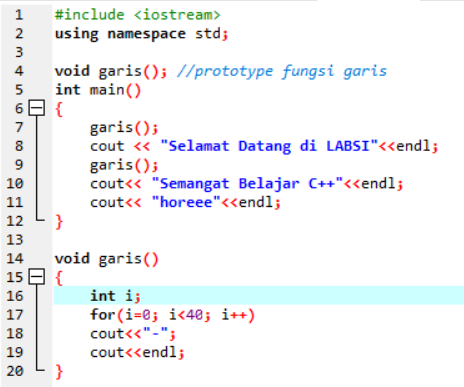 1 #include <iostream>
2 using namespace std;
3
4 void garis(); //prototype fungsi garis
5 int main()
6 {
7 garis();
8 cout << "Selamat Datang di LABSI"<<endl;
9 garis();
10 cout<< "Semangat Belajar C++"<<endl;
11 cout<< "horeee"<<endl;
12 }
13
14 void garis()
15 {
16 int i;
17 for(i=0; i<40; i++)
18 cout<<"-";
19 cout<<endl;
20 }